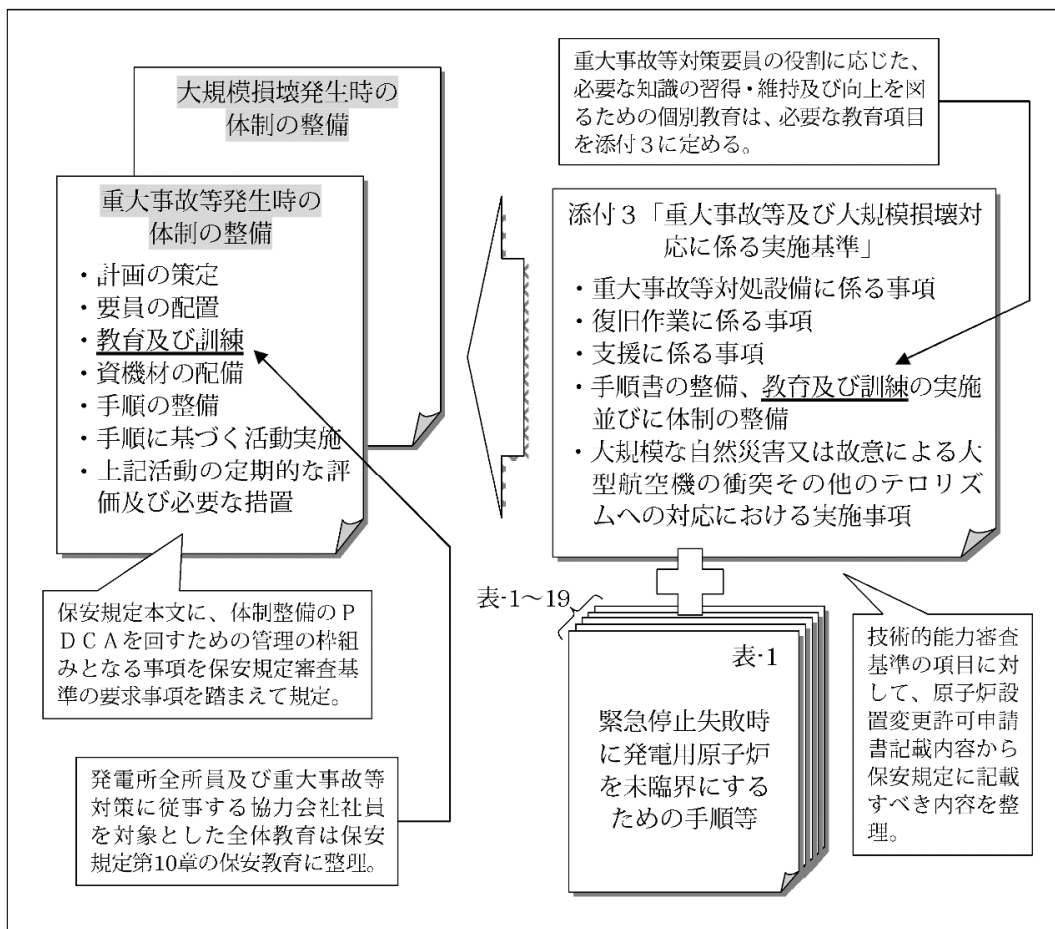 大規模損壊発生時の
体制の整備
重大事故等発生時の
体制の整備
・計画の策定
・要員の配置
・教育及び訓練
・資機材の配備
・手順の整備
・手順に基づく活動実施
・上記活動の定期的な評
価及び必要な措置
保安規定本文に、体制整備のP
DCAを回すための管理の枠組
みとなる事項を保安規定審査基
準の要求事項を踏まえて規定。
発電所全所員及び重大事故等
対策に従事する協力会社社員
を対象とした全体教育は保安
規定第10章の保安教育に整理。
重大事故等対策要員の役割に応じた、
必要な知識の習得・維持及び向上を図
るための個別教育は、必要な教育項目
を添付3に定める。
添付3「重大事故等及び大規模損壊対
応に係る実施基準」
・重大事故等対処設備に係る事項
・復旧作業に係る事項
・支援に係る事項
・手順書の整備、教育及び訓練の実施
並びに体制の整備
・大規模な自然災害又は故意による大
型航空機の衝突その他のテロリズ
ムへの対応における実施事項
表-1~19
表-1
緊急停止失敗時
に発電用原子炉
を未臨界にする
ための手順等
技術的能力審査
基準の項目に対
して、原子炉設
置変更許可申請
書記載内容から
保安規定に記載
すべき内容を整
理。